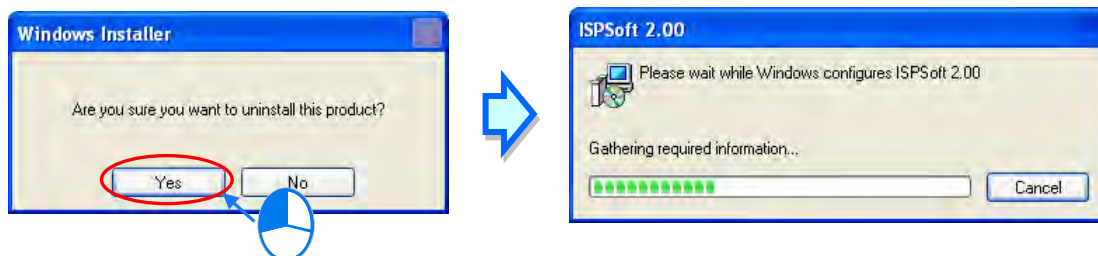 Windows Installer
Are you sure you want to uninstall this product?
Yes
No
ISPSoft 2.00
Please wait while Windows configures ISPSoft 2.00
Gathering required information...
Cancel